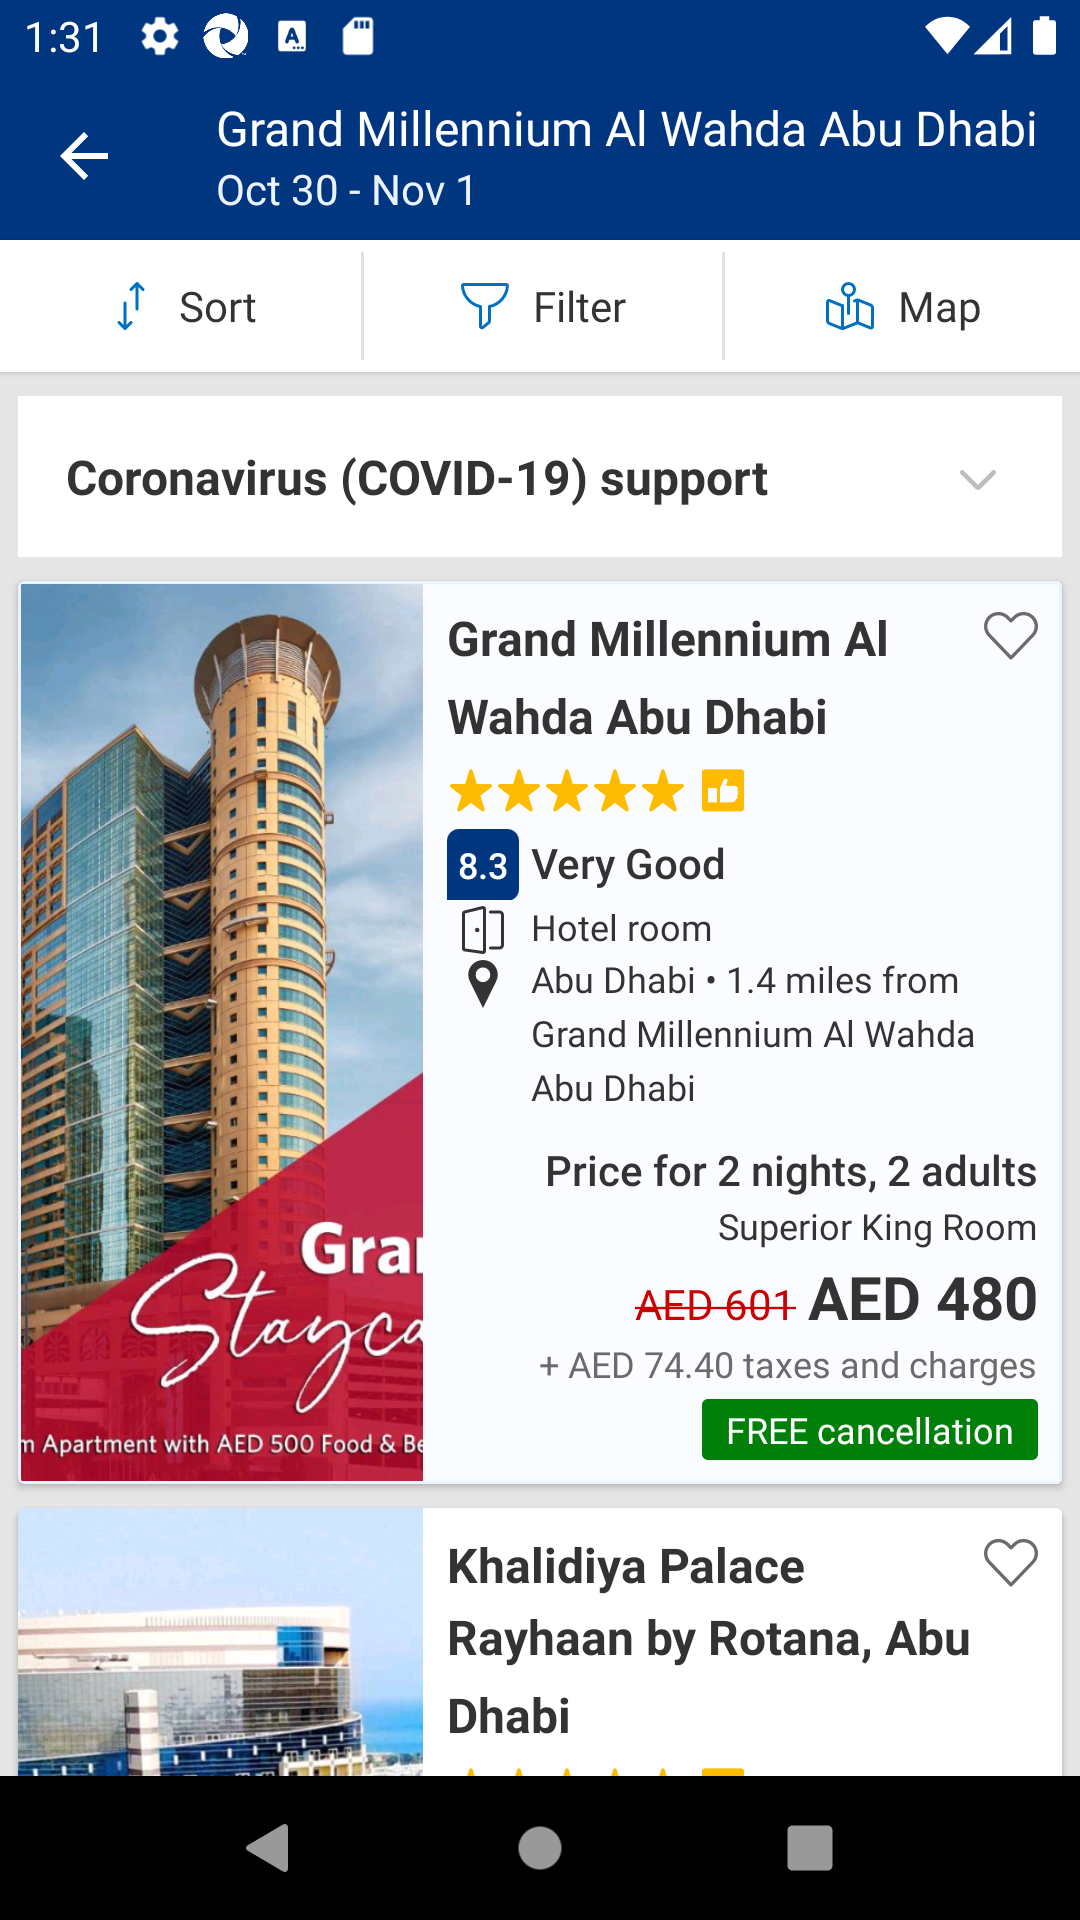 1:31
Grand Millennium Al Wahda Abu Dhabi
Oct 30 - Nov 1
Sort
Filter
Map
Coronavirus (COVID-19) support
Grand Millennium Al
Wahda Abu Dhabi
8.3 Very Good
Hotel room
Abu Dhabi • 1.4 miles from
Grand Millennium Al Wahda
Abu Dhabi
Price for 2 nights, 2 adults
Superior King Room
AED 601 AED 480
+ AED 74.40 taxes and charges
FREE cancellation
Gra
Stayca
m Apartment with AED 500 Food & Be
Khalidiya Palace
Rayhaan by Rotana, Abu
Dhabi